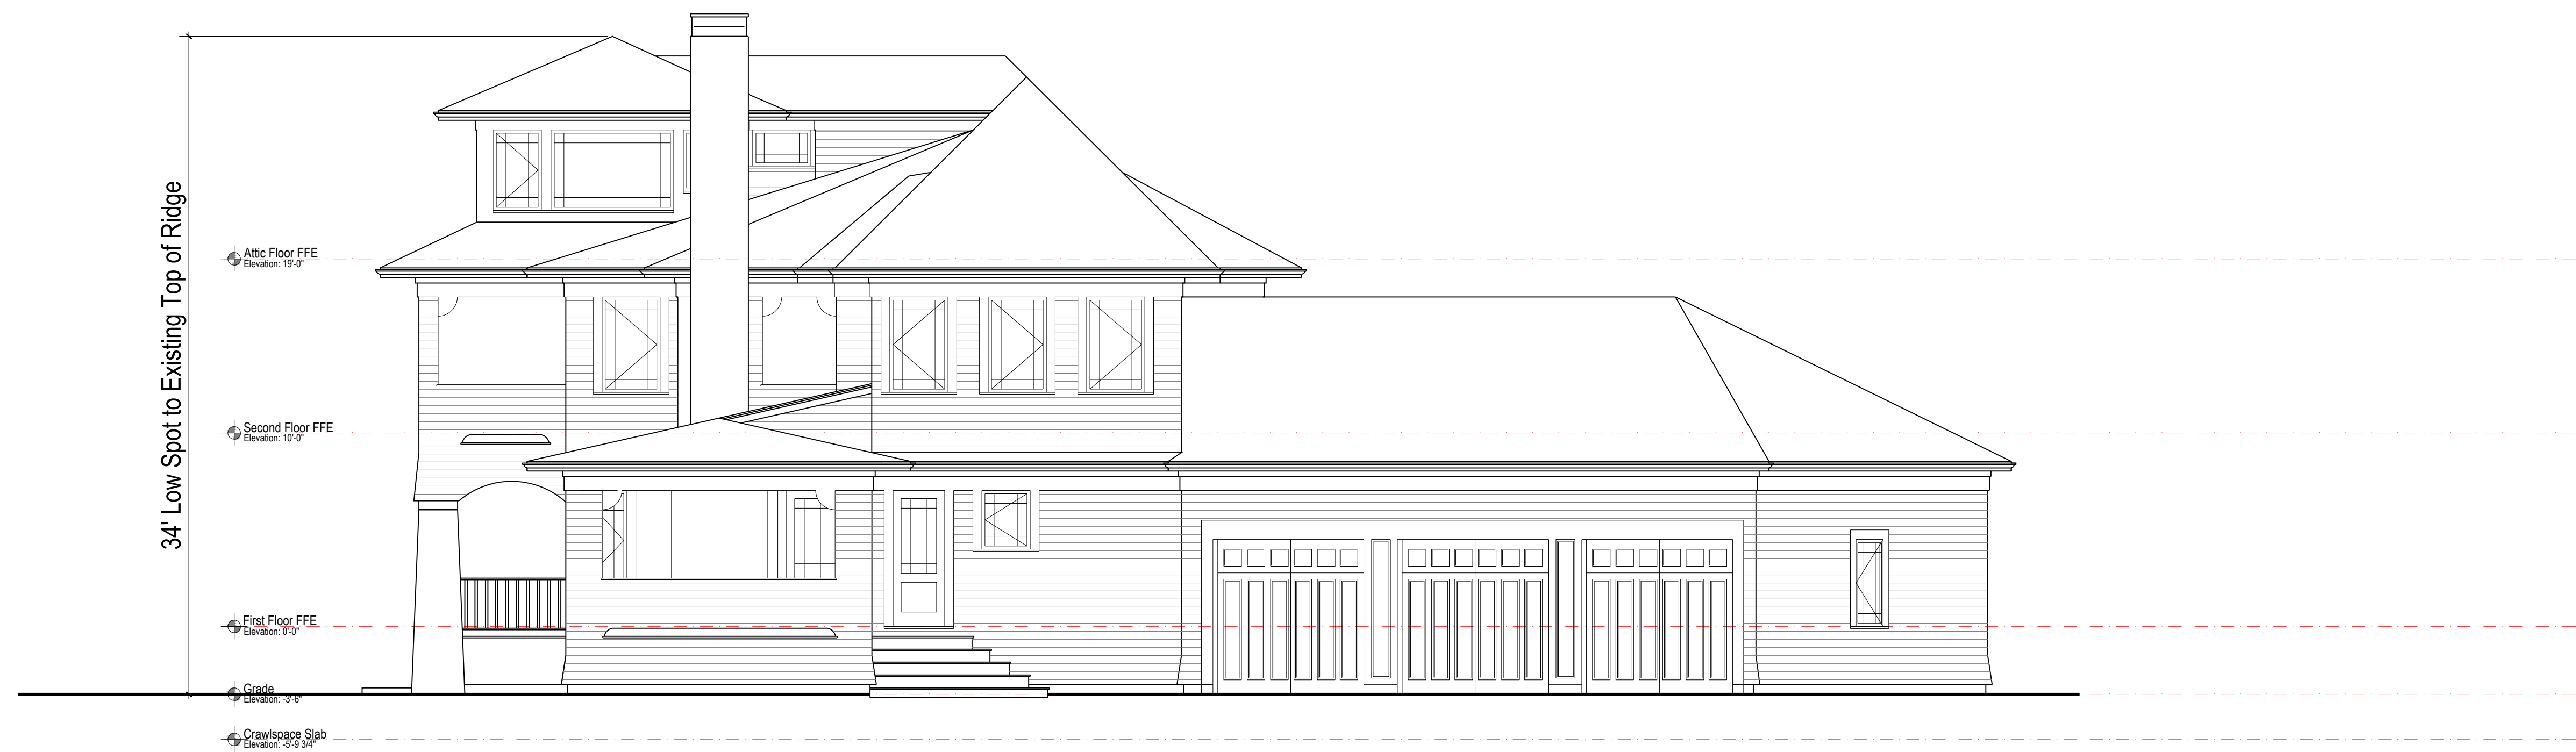 34' Low Spot to Existing Top of Ridge
Attic Floor FFE
Elevation: 19'-0"
Second Floor FFE
Elevation: 10'-0"
First Floor FFE
Elevation: 0'-0"
Grade
Elevation: -3'-6"
Crawlspace Slab
Elevation: -5'-9 3/4"